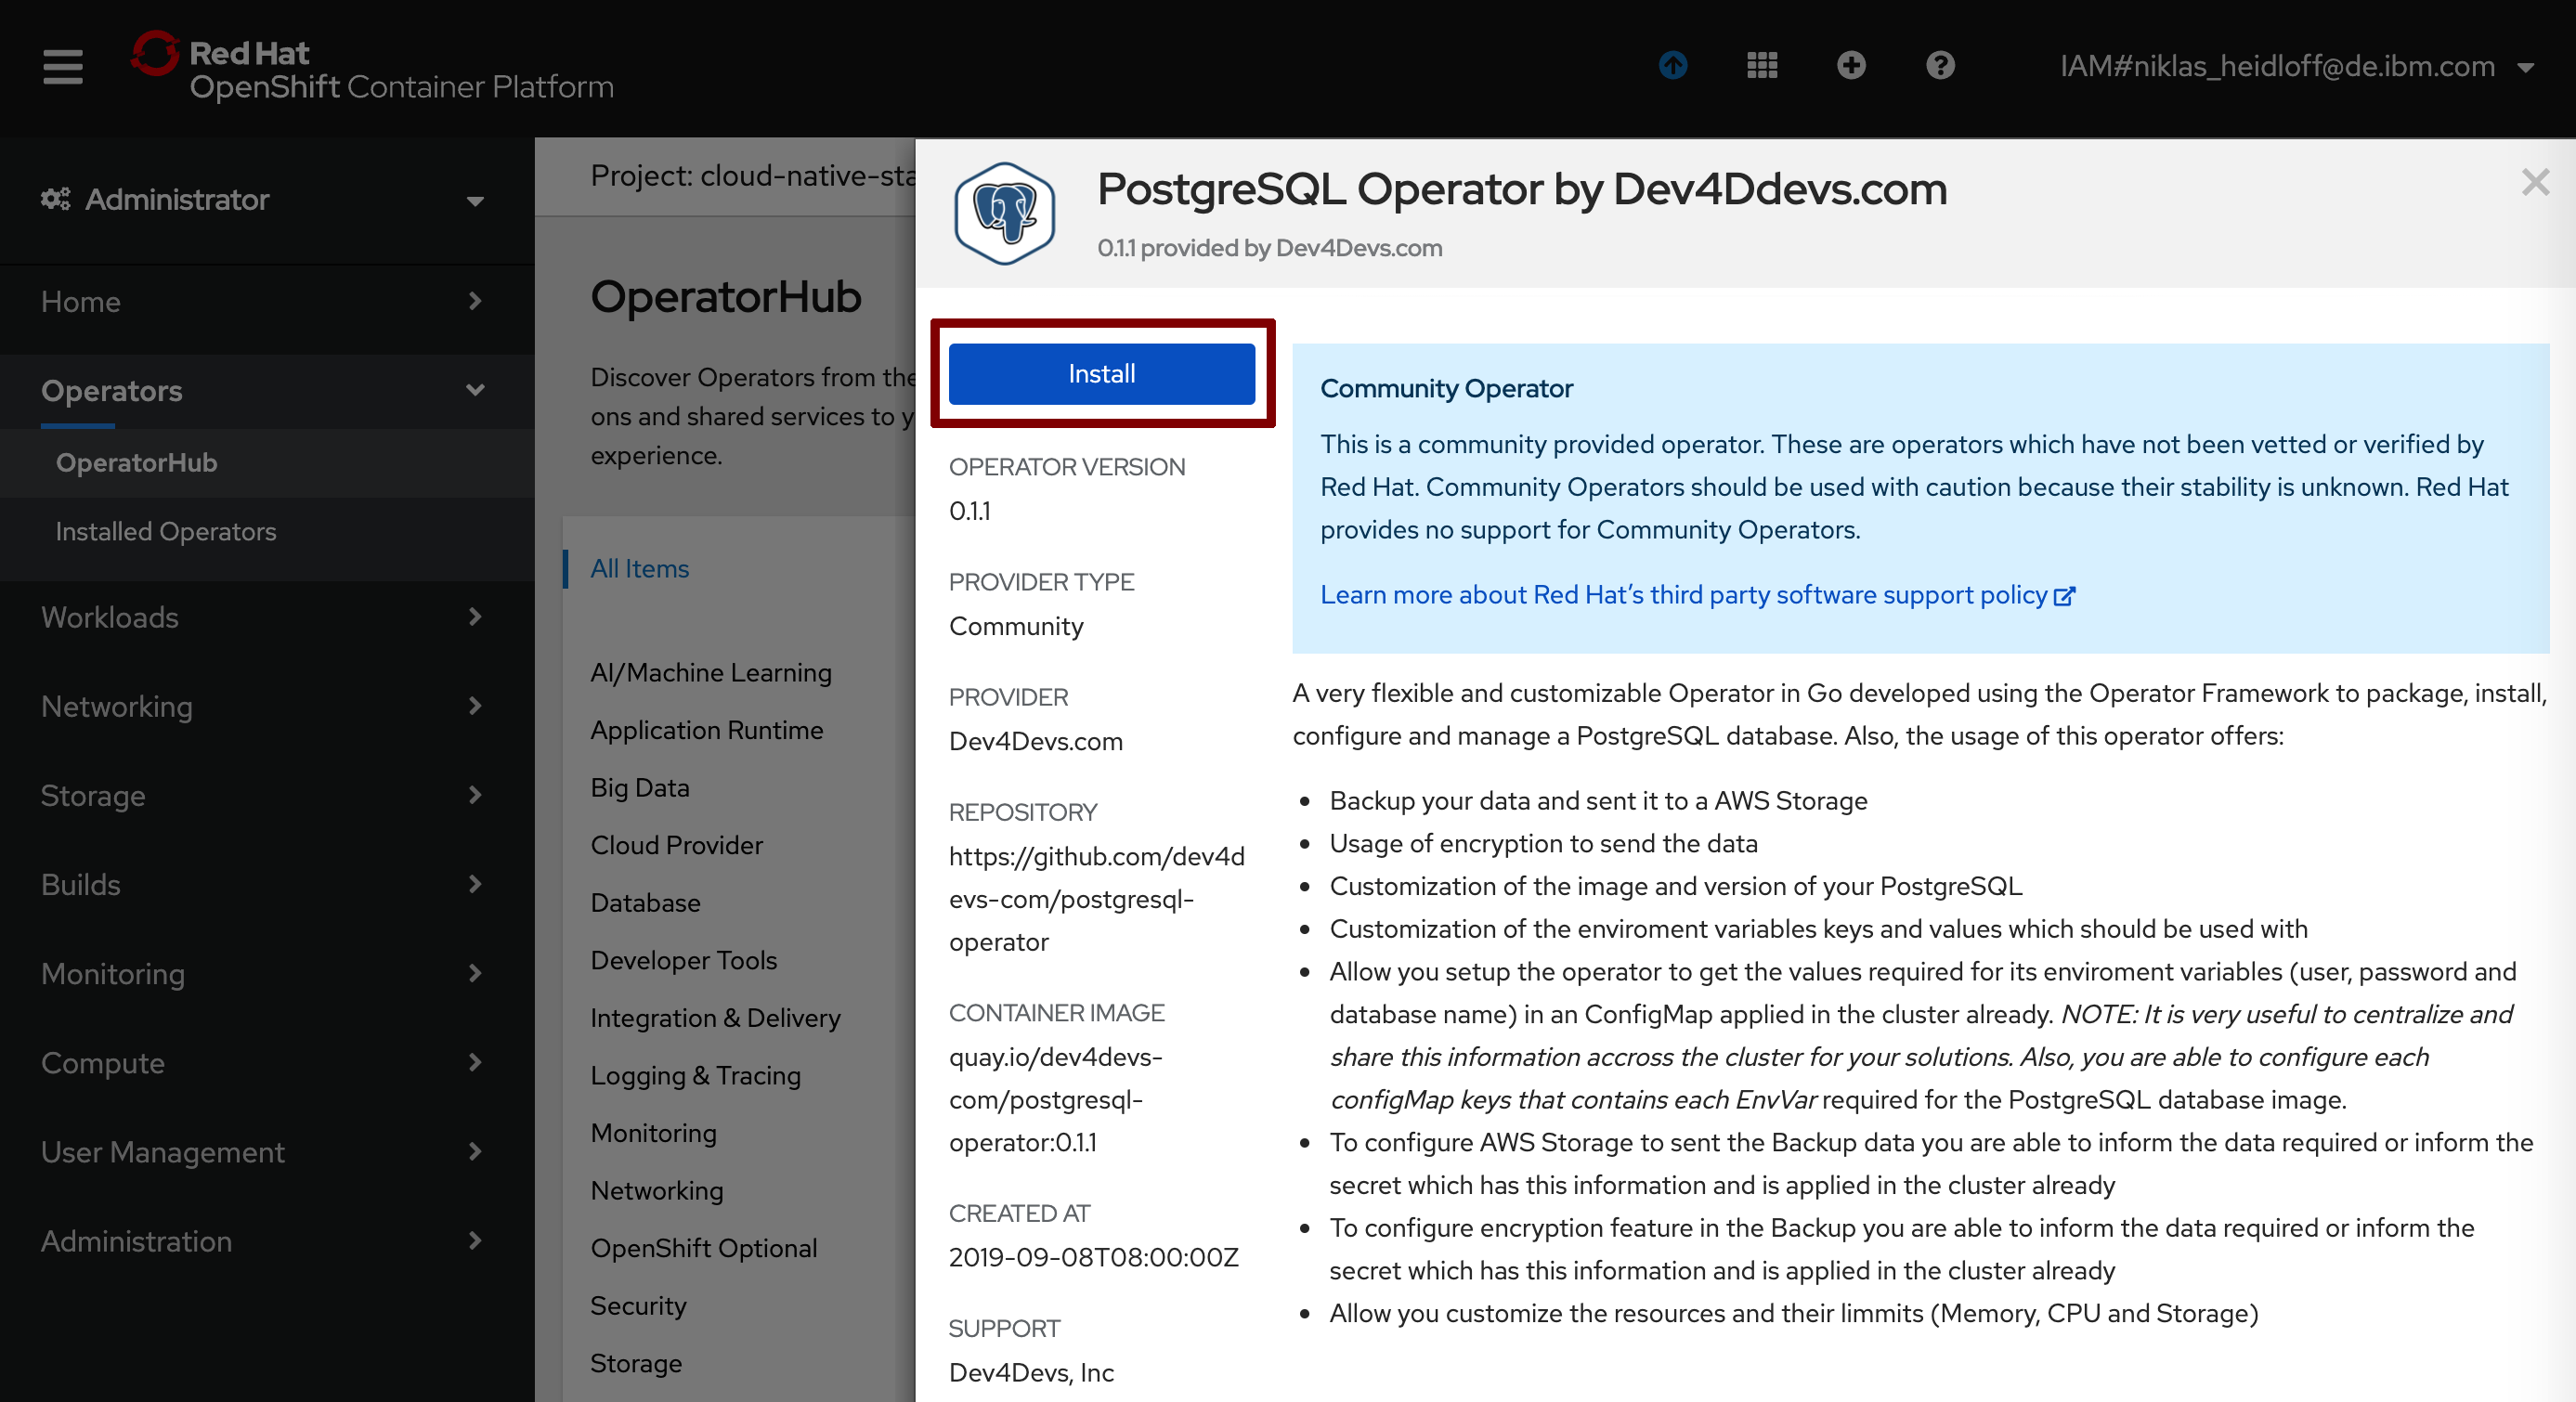 Red Hat
OpenShift Container Platform
IAM#niklas_heidloff@de.ibm.com
Administrator
Home
Operators
OperatorHub
Installed Operators
Workloads
Networking
Storage
Builds
Monitoring
Compute
User Management
Administration
Project: cloud-native-sta
OperatorHub
Discover Operators from the
ons and shared services to y
experience.
All Items
AI/Machine Learning
Application Runtime
Big Data
Cloud Provider
Database
Developer Tools
Integration & Delivery
Logging & Tracing
Monitoring
Networking
OpenShift Optional
Security
Storage
PostgreSQL Operator by Dev4Ddevs.com
0.1.1 provided by Dev4Devs.com
Install
OPERATOR VERSION
0.1.1
PROVIDER TYPE
Community
PROVIDER
Dev4Devs.com
REPOSITORY
https://github.com/dev4d
evs-com/postgresql-
operator
CONTAINER IMAGE
quay.io/dev4devs-
com/postgresql-
operator:0.1.1
CREATED AT
2019-09-08T08:00:00Z
SUPPORT
Dev4Devs, Inc
Community Operator
This is a community provided operator. These are operators which have not been vetted or verified by
Red Hat. Community Operators should be used with caution because their stability is unknown. Red Hat
provides no support for Community Operators.
Learn more about Red Hat’s third party software support policy
A very flexible and customizable Operator in Go developed using the Operator Framework to package, install,
configure and manage a PostgreSQL database. Also, the usage of this operator offers:
• Backup your data and sent it to a AWS Storage
• Usage of encryption to send the data
• Customization of the image and version of your PostgreSQL
• Customization of the enviroment variables keys and values which should be used with
• Allow you setup the operator to get the values required for its enviroment variables (user, password and
database name) in an ConfigMap applied in the cluster already. NOTE: It is very useful to centralize and
share this information accross the cluster for your solutions. Also, you are able to configure each
configMap keys that contains each EnvVar required for the PostgreSQL database image.
• To configure AWS Storage to sent the Backup data you are able to inform the data required or inform the
secret which has this information and is applied in the cluster already
• To configure encryption feature in the Backup you are able to inform the data required or inform the
secret which has this information and is applied in the cluster already
• Allow you customize the resources and their limmits (Memory, CPU and Storage)